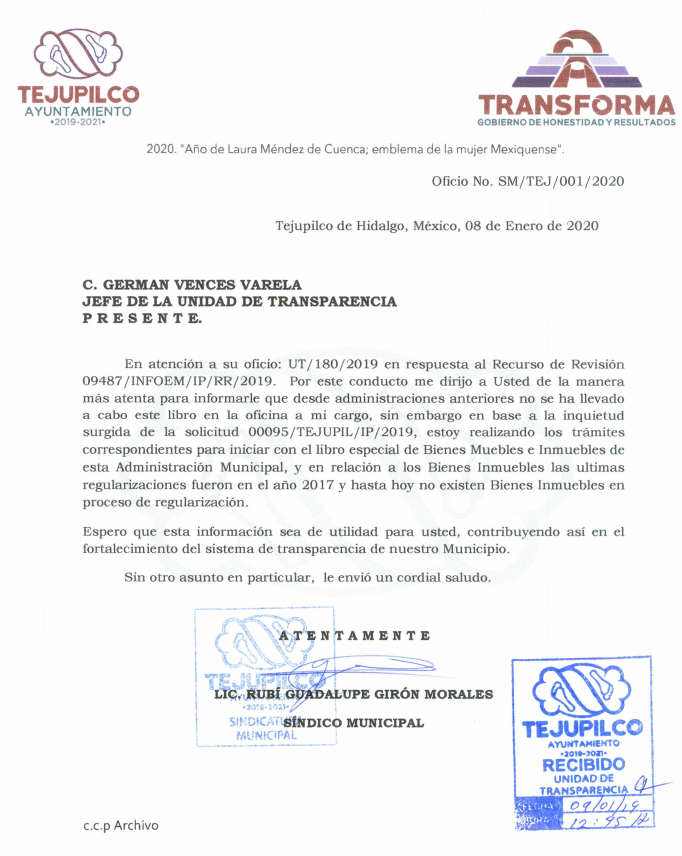 TEJUPILCO
AYUNTAMIENTO
•2019-2021•
TRANSFORMA
GOBIERNO DE HONESTIDAD Y RESULTADOS
2020. "Año de Laura Méndez de Cuenca; emblema de la mujer Mexiquense".
Oficio No. SM/TEJ/001/2020
Tejupilco de Hidalgo, México, 08 de Enero de 2020
C. GERMAN VENCES VARELA
JEFE DE LA UNIDAD DE TRANSPARENCIA
P R E S E N T E.
En atención a su oficio: UT/180/2019 en respuesta al Recurso de Revisión
09487/INFOEM/IP/RR/2019. Por este conducto me dirijo a Usted de la manera
más atenta para informarle que desde administraciones anteriores no se ha llevado
a cabo este libro en la oficina a mi cargo, sin embargo en base a la inquietud
surgida de la solicitud 00095/TEJUPIL/IP/2019, estoy realizando los trámites
correspondientes para iniciar con el libro especial de Bienes Muebles e Inmuebles de
esta Administración Municipal, y en relación a los Bienes Inmuebles las ultimas
regularizaciones fueron en el año 2017 y hasta hoy no existen Bienes Inmuebles en
proceso de regularización.
Espero que esta información sea de utilidad para usted, contribuyendo así en el
fortalecimiento del sistema de transparencia de nuestro Municipio.
Sin otro asunto en particular, le envió un cordial saludo.
A T E N T A M E N T E
TEJUPILCO
AYUNTAMIENTO
•2019-2021•
SINDICATURA
MUNICIPAL
LIC. RUBÍ GUADALUPE GIRÓN MORALES
SÍNDICO MUNICIPAL
TEJUPILCO
AYUNTAMIENTO
•2019-2021•
RECIBIDO
UNIDAD DE
TRANSPARENCIA
FECHA 09/01/19
HORA 12:45 H
c.c.p Archivo